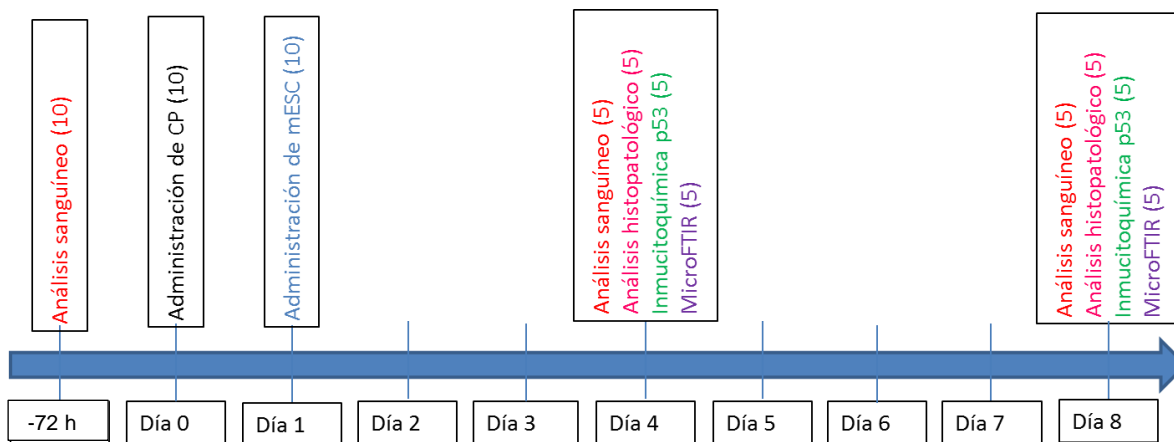 Análisis sanguíneo (10)
Administración de CP (10)
Administración de mESC (10)
Análisis sanguíneo (5)
Análisis histopatológico (5)
Inmucitoquímica p53 (5)
MicroFTIR (5)
Análisis sanguíneo (5)
Análisis histopatológico (5)
Inmucitoquímica p53 (5)
MicroFTIR (5)
-72 h
Día 0
Día 1
Día 2
Día 3
Día 4
Día 5
Día 6
Día 7
Día 8